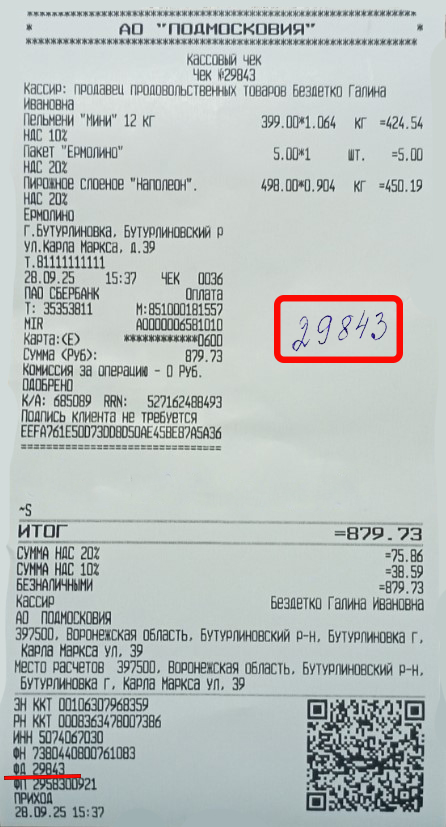 ****************************************
* АО "ПОДМОСКОВИЯ" *
****************************************
Кассовый чек
Чек №29843
Кассир: продавец продовольственных товаров Бездетко Галина
Ивановна
Пельмени "Мини" 12 кг 399.00*1.064 кг =424.54
НДС 10%
Пакет "Ермолино" 5.00*1 шт. =5.00
НДС 20%
Пирожное слоеное "Наполеон". 498.00*0.904 кг =450.19
НДС 20%
Ермолино
г.Бутурлиновка, Бутурлиновский р
ул.Карла Маркса, д.39
т.81111111111
28.09.25 15:37 ЧЕК 0036
ПАО СБЕРБАНК Оплата
Т: 35353811 М:851000181557
MIR A0000006581010
Карта:(E) ************0600
Сумма (Руб): 879.73
Комиссия за операцию - 0 Руб.
ОДОБРЕНО
К/А: 685089 RRN: 527162488493
Подпись клиента не требуется
EEFA761E50D73DD8D50AE45BE87A5A36
================================
29843
~S
ИТОГ =879.73
СУММА НДС 20% =75.86
СУММА НДС 10% =38.59
БЕЗНАЛИЧНЫМИ =879.73
Кассир Бездетко Галина Ивановна
АО ПОДМОСКОВИЯ
397500, Воронежская область, Бутурлиновский р-н, Бутурлиновка г,
Карла Маркса ул, 39
Место расчетов 397500, Воронежская область, Бутурлиновский р-н,
Бутурлиновка г, Карла Маркса ул, 39
ЗН ККТ 00106307968359
РН ККТ 0008363478007386
ИНН 5074067030
ФН 7380440800761083
ФД 29843
ФП 2958300921
ПРИХОД
28.09.25 15:37